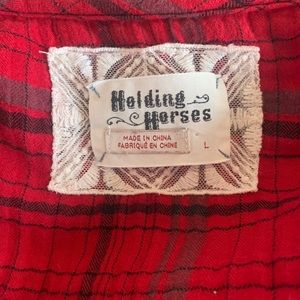 Holding
Horses
MADE IN CHINA
FABRIQUÉ EN CHINE
L